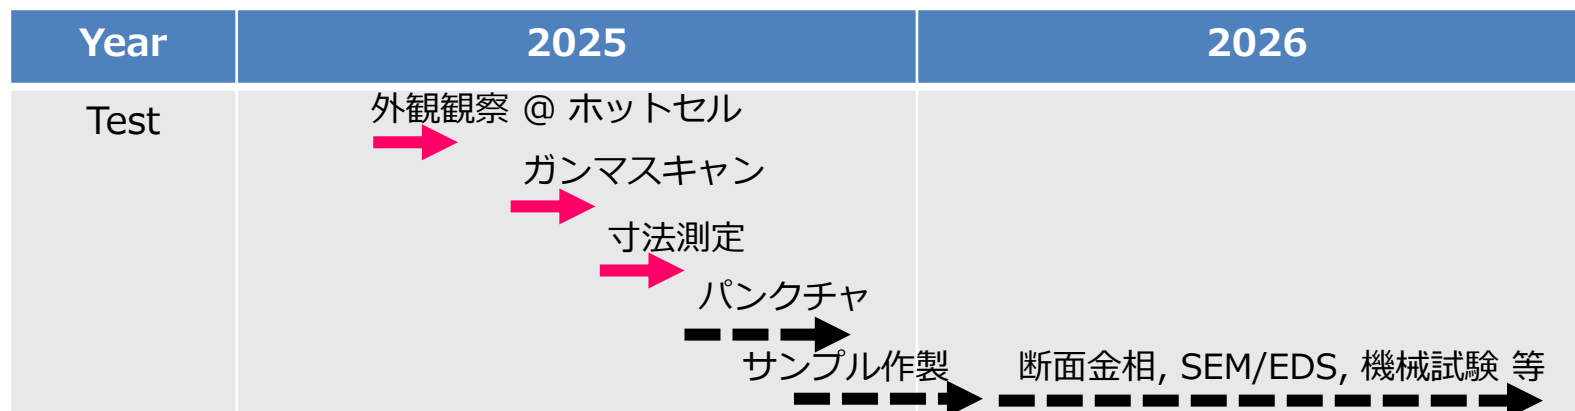 Year 2025 2026
Test
外観観察 @ ホットセル
ガンマスキャン
寸法測定
パンクチャ
サンプル作製
断面金相, SEM/EDS, 機械試験 等